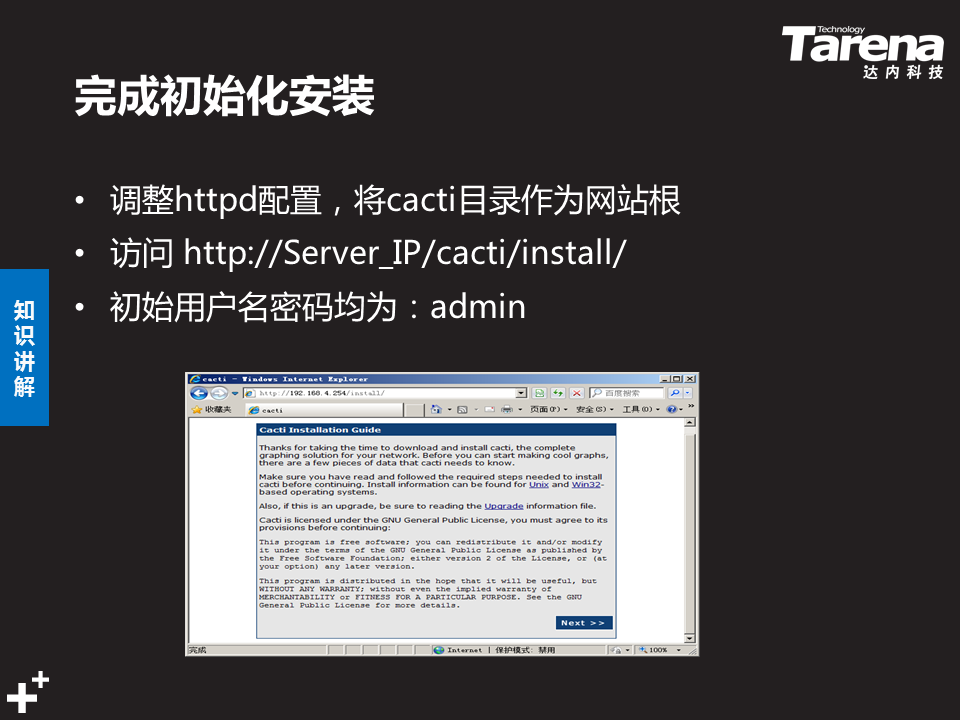 Technology
Tarena
达内科技
完成初始化安装
• 调整httpd配置，将cacti目录作为网站根
• 访问 http://Server_IP/cacti/install/
• 初始用户名密码均为：admin
知识讲解
cacti - Windows Internet Explorer
http://192.168.4.254/install/
百度搜索
收藏夹
cacti
页面(P)
安全(S)
工具(O)
Cacti Installation Guide
Thanks for taking the time to download and install cacti, the complete
graphing solution for your network. Before you can start making cool graphs,
there are a few pieces of data that cacti needs to know.
Make sure you have read and followed the required steps needed to install
cacti before continuing. Install information can be found for Unix and Win32-
based operating systems.
Also, if this is an upgrade, be sure to reading the Upgrade information file.
Cacti is licensed under the GNU General Public License, you must agree to its
provisions before continuing:
This program is free software; you can redistribute it and/or modify
it under the terms of the GNU General Public License as published by
the Free Software Foundation; either version 2 of the License, or (at
your option) any later version.
This program is distributed in the hope that it will be useful, but
WITHOUT ANY WARRANTY; without even the implied warranty of
MERCHANTABILITY or FITNESS FOR A PARTICULAR PURPOSE. See the GNU
General Public License for more details.
Next >>
完成
Internet | 保护模式: 禁用
100%